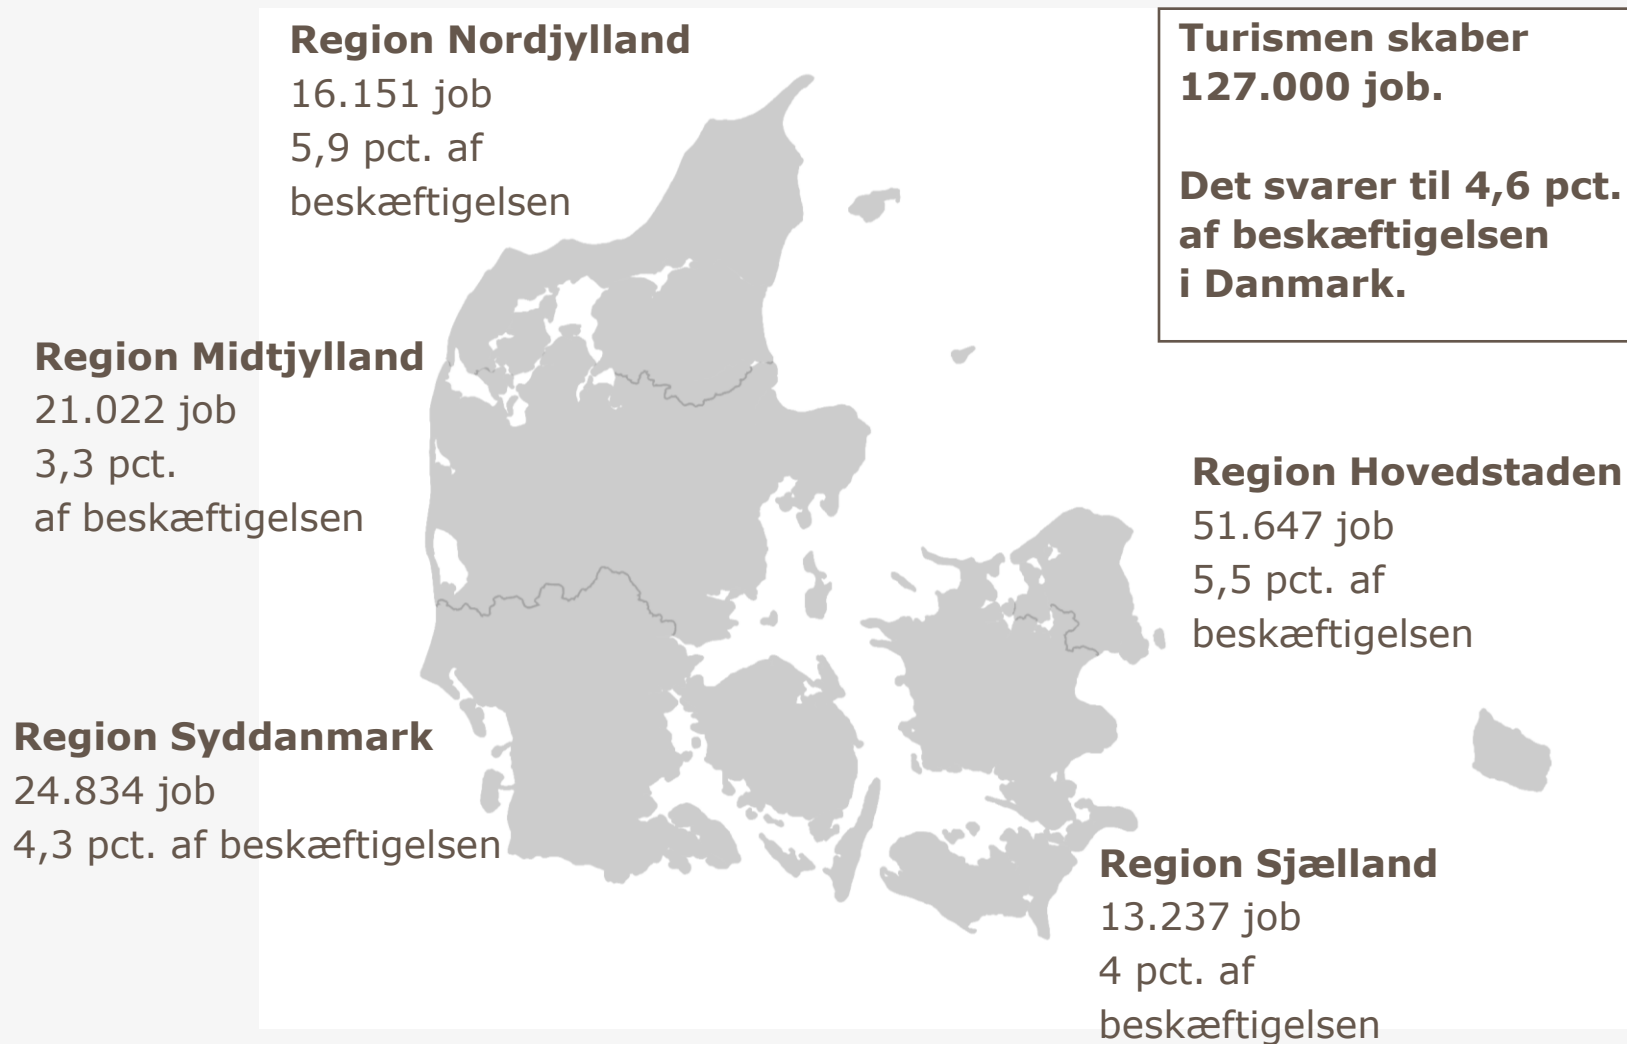 Region Nordjylland
16.151 job
5,9 pct. af
beskæftigelsen
Turismen skaber
127.000 job.
Det svarer til 4,6 pct.
af beskæftigelsen
i Danmark.
Region Midtjylland
21.022 job
3,3 pct.
af beskæftigelsen
Region Hovedstaden
51.647 job
5,5 pct. af
beskæftigelsen
Region Syddanmark
24.834 job
4,3 pct. af beskæftigelsen
Region Sjælland
13.237 job
4 pct. af
beskæftigelsen